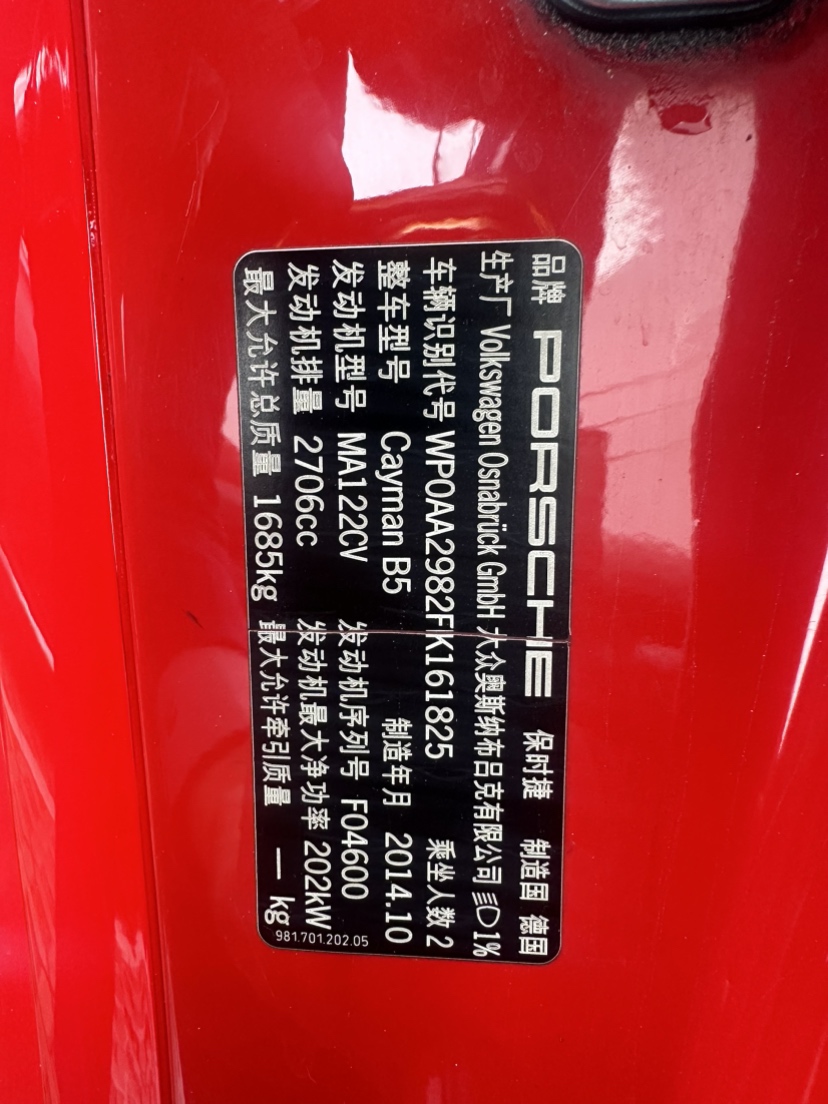 品牌 PORSCHE 保时捷 制造国 德国
生产厂 Volkswagen Osnabrück GmbH 大众奥斯纳布吕克有限公司 1%
车辆识别代号 WP0AA2982FK161825 乘坐人数 2
整车型号 Cayman B5 制造年月 2014.10
发动机型号 MA122CV 发动机序列号 F04600
发动机排量 2706cc 发动机最大净功率 202kW
最大允许总质量 1685kg 最大允许牵引质量 — kg
981.701.202.05